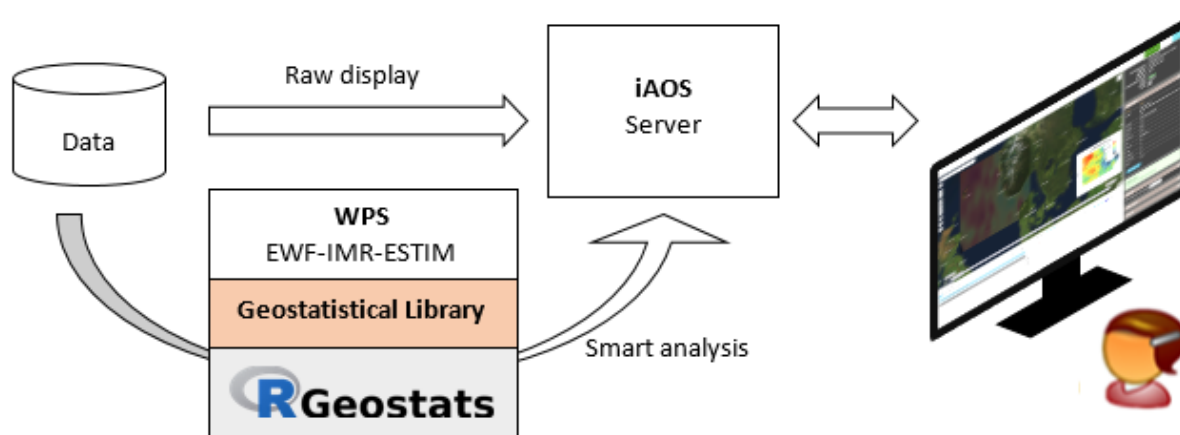 Raw display
iAOS
Server
Data
WPS
EWF-IMR-ESTIM
Geostatistical Library
Smart analysis
RGeostats